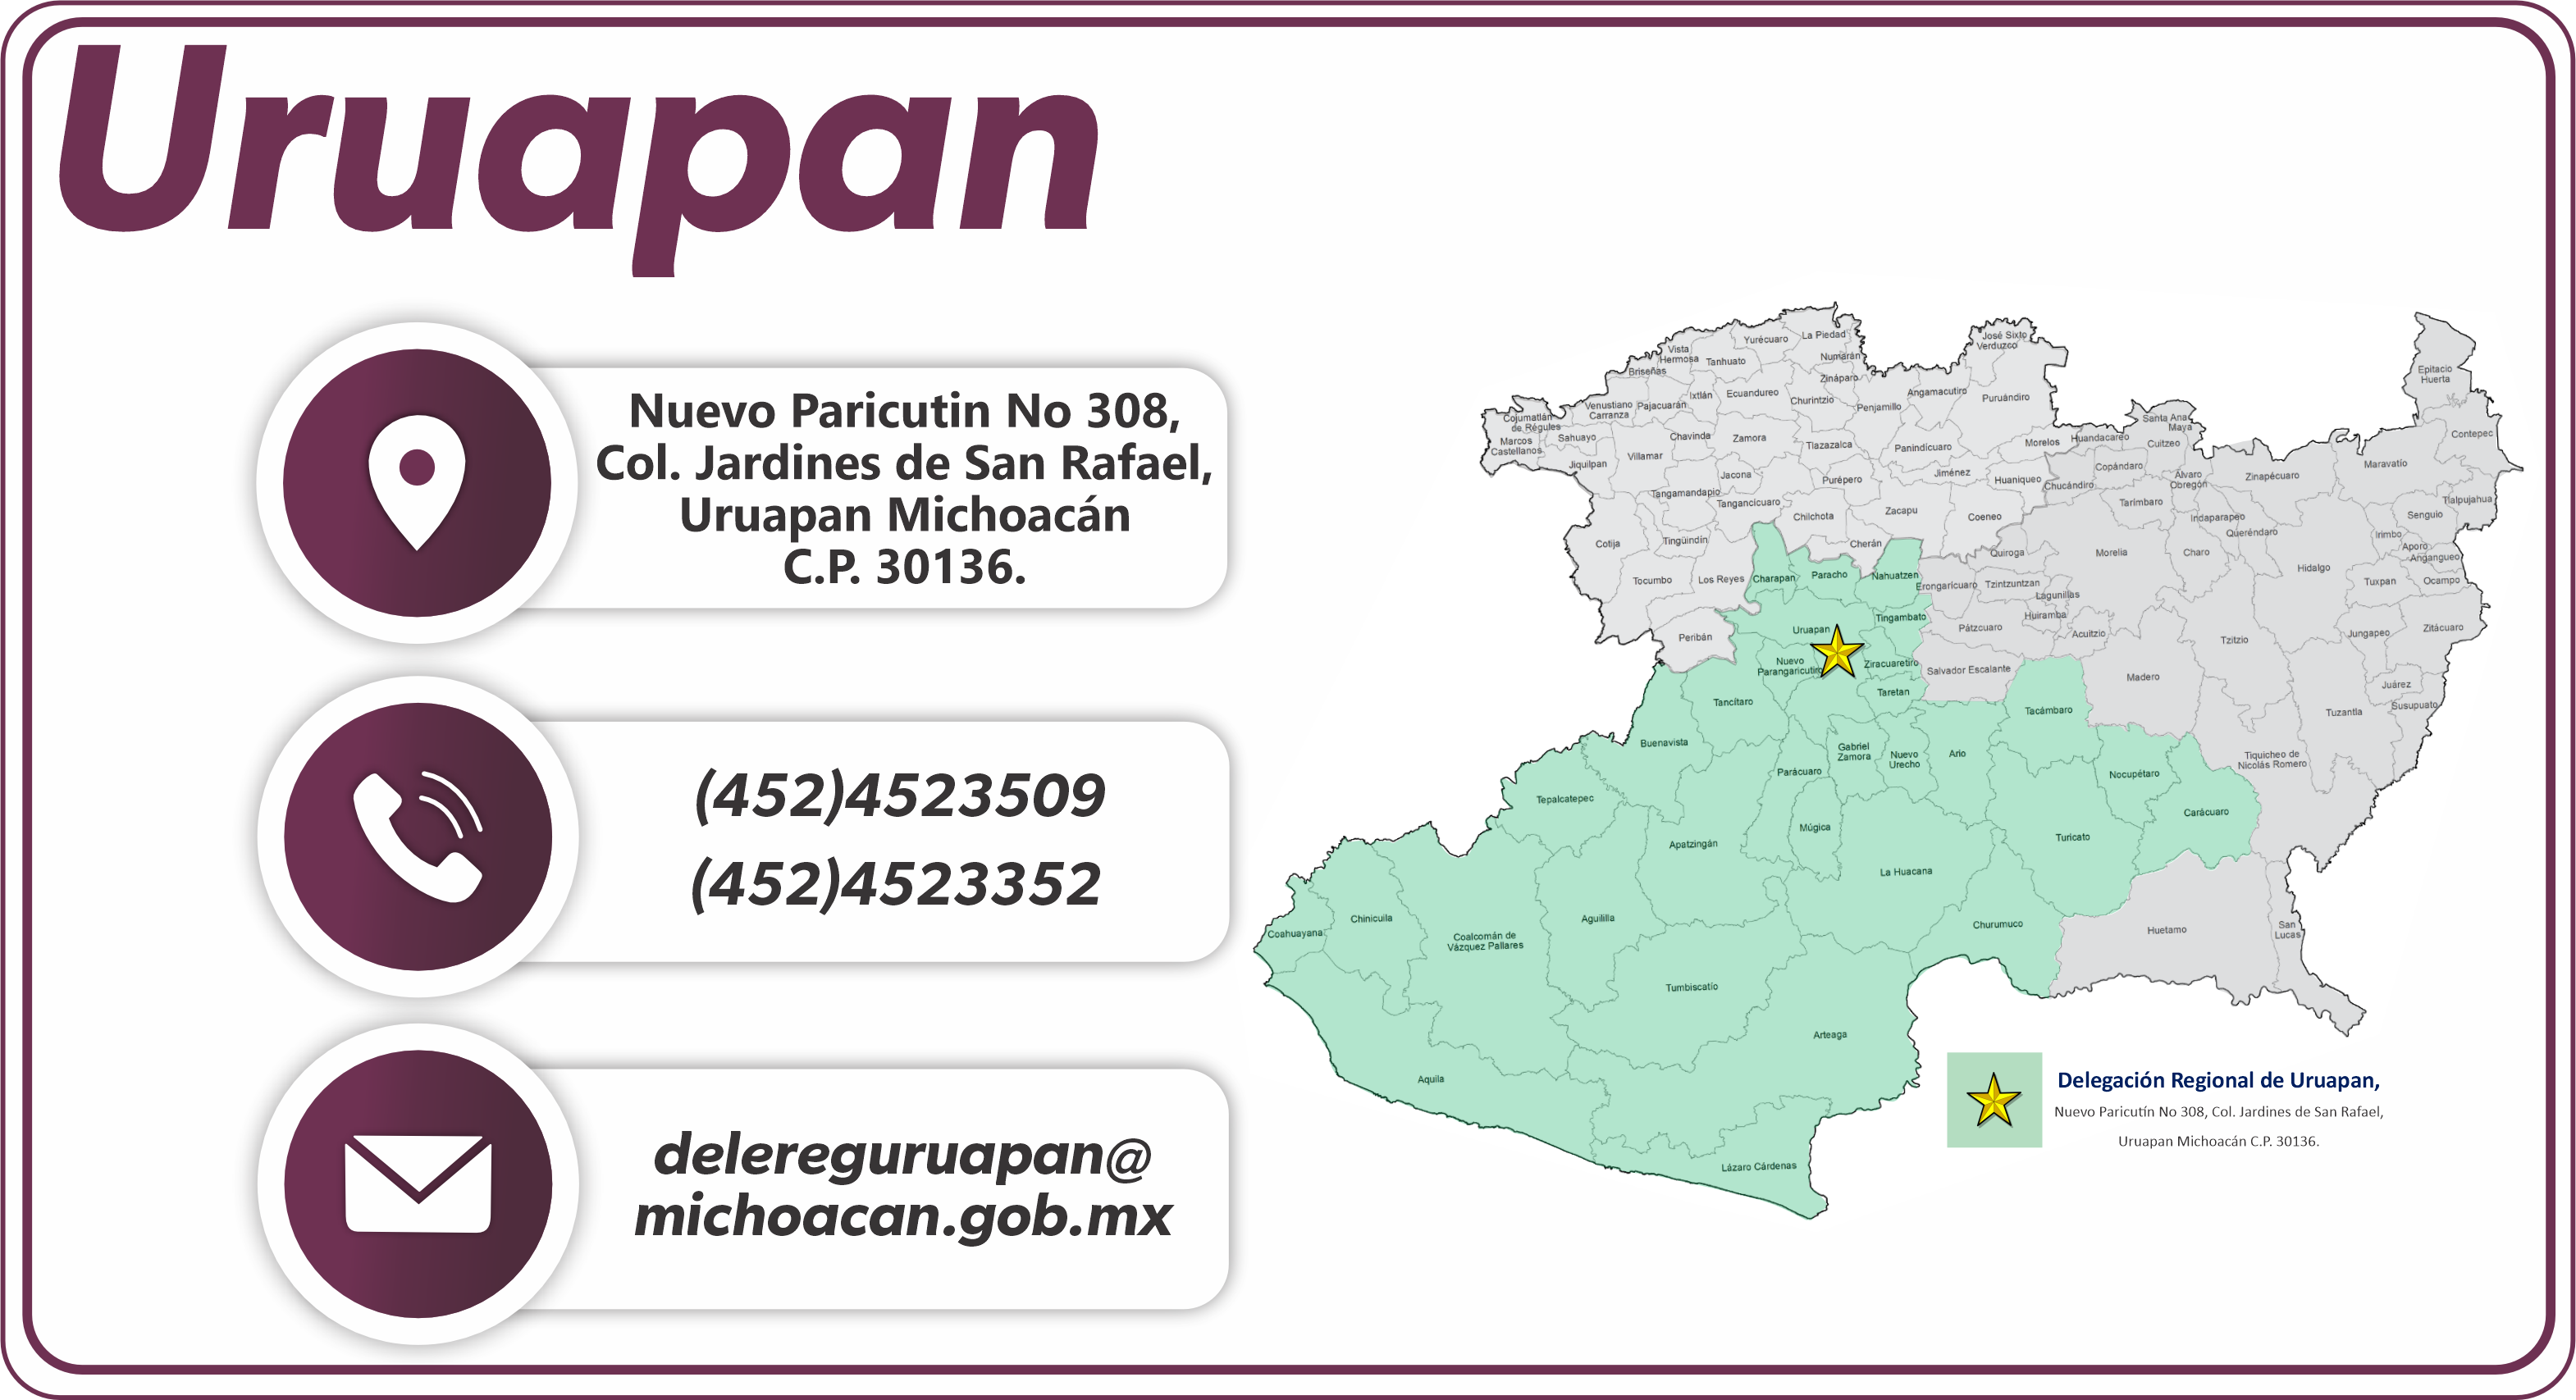 Uruapan
Nuevo Paricutin No 308,
Col. Jardines de San Rafael,
Uruapan Michoacán
C.P. 30136.
(452)4523509
(452)4523352
delereguruapan@
michoacan.gob.mx
La Piedad
Yurécuaro
José Sixto
Verduzco
Vista
Hermosa
Tanhuato
Numarán
Briseñas
Zináparo
Epitacio
Huerta
Ixtlán
Ecuandureo
Churintzio
Angamacutiro
Puruándiro
Venustiano
Carranza
Pajacuarán
Penjamillo
Cojumatlán
de Régules
Santa Ana
Maya
Marcos
Castellanos
Sahuayo
Chavinda
Zamora
Tlazazalca
Panindícuaro
Morelos
Huandacareo
Cuitzeo
Contepec
Jiquilpan
Villamar
Jacona
Purépero
Jiménez
Huaniqueo
Copándaro
Chucándiro
Álvaro
Obregón
Zinapécuaro
Maravatío
Tangamandapio
Tangancícuaro
Chilchota
Zacapu
Coeneo
Tarímbaro
Indaparapeo
Queréndaro
Tlalpujahua
Senguio
Cotija
Tingüindín
Cherán
Quiroga
Morelia
Charo
Irimbo
Aporo
Angangueo
Tocumbo
Los Reyes
Charapan
Paracho
Nahuatzen
Erongarícuaro
Tzintzuntzan
Lagunillas
Hidalgo
Tuxpan
Ocampo
Peribán
Uruapan
Tingambato
Pátzcuaro
Huiramba
Acuitzio
Tzitzio
Jungapeo
Zitácuaro
Nuevo
Parangaricutiro
Ziracuaretiro
Salvador Escalante
Madero
Juárez
Tancítaro
Taretan
Tacámbaro
Tuzantla
Susupuato
Buenavista
Gabriel
Zamora
Nuevo
Urecho
Ario
Tiquicheo de
Nicolás Romero
Parácuaro
Nocupétaro
Tepalcatepec
Múgica
Carácuaro
Apatzingán
Turicato
La Huacana
Chinicuila
Aguililla
Churumuco
Huetamo
San
Lucas
Coahuayana
Coalcomán de
Vázquez Pallares
Tumbiscatío
Arteaga
Aquila
Lázaro Cárdenas
Delegación Regional de Uruapan,
Nuevo Paricutín No 308, Col. Jardines de San Rafael,
Uruapan Michoacán C.P. 30136.